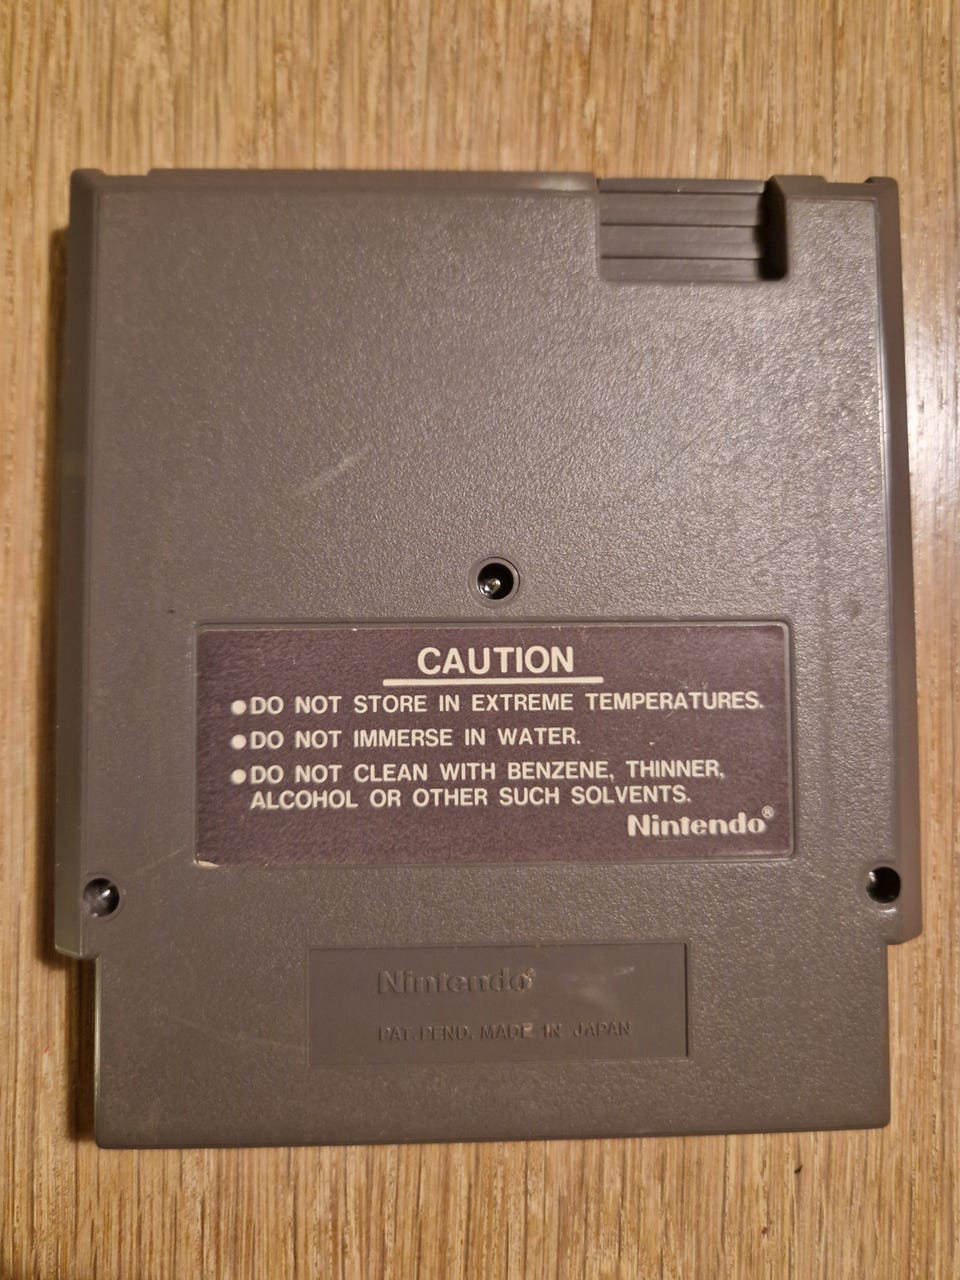 CAUTION
●DO NOT STORE IN EXTREME TEMPERATURES.
●DO NOT IMMERSE IN WATER.
●DO NOT CLEAN WITH BENZENE, THINNER,
ALCOHOL OR OTHER SUCH SOLVENTS.
Nintendo®
Nintendo®
PAT. PEND. MADE IN JAPAN